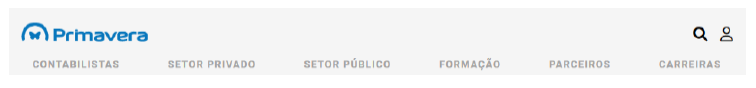 Primavera
CONTABILISTAS SETOR PRIVADO SETOR PÚBLICO FORMAÇÃO PARCEIROS CARREIRAS